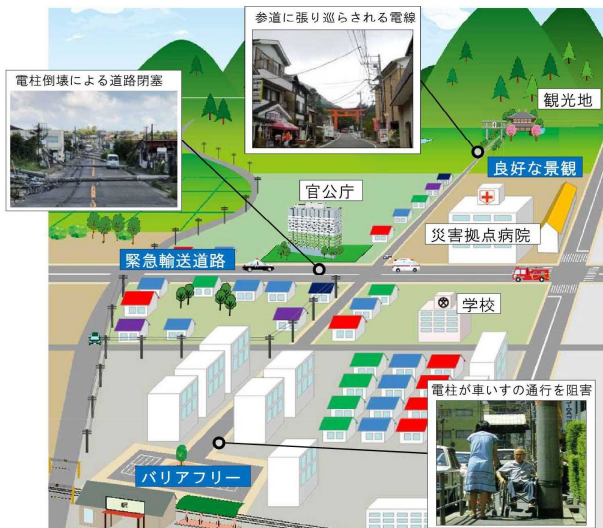 参道に張り巡らされる電線
電柱倒壊による道路閉塞
観光地
良好な景観
官公庁
災害拠点病院
緊急輸送道路
学校
文
電柱が車いすの通行を阻害
バリアフリー
駅